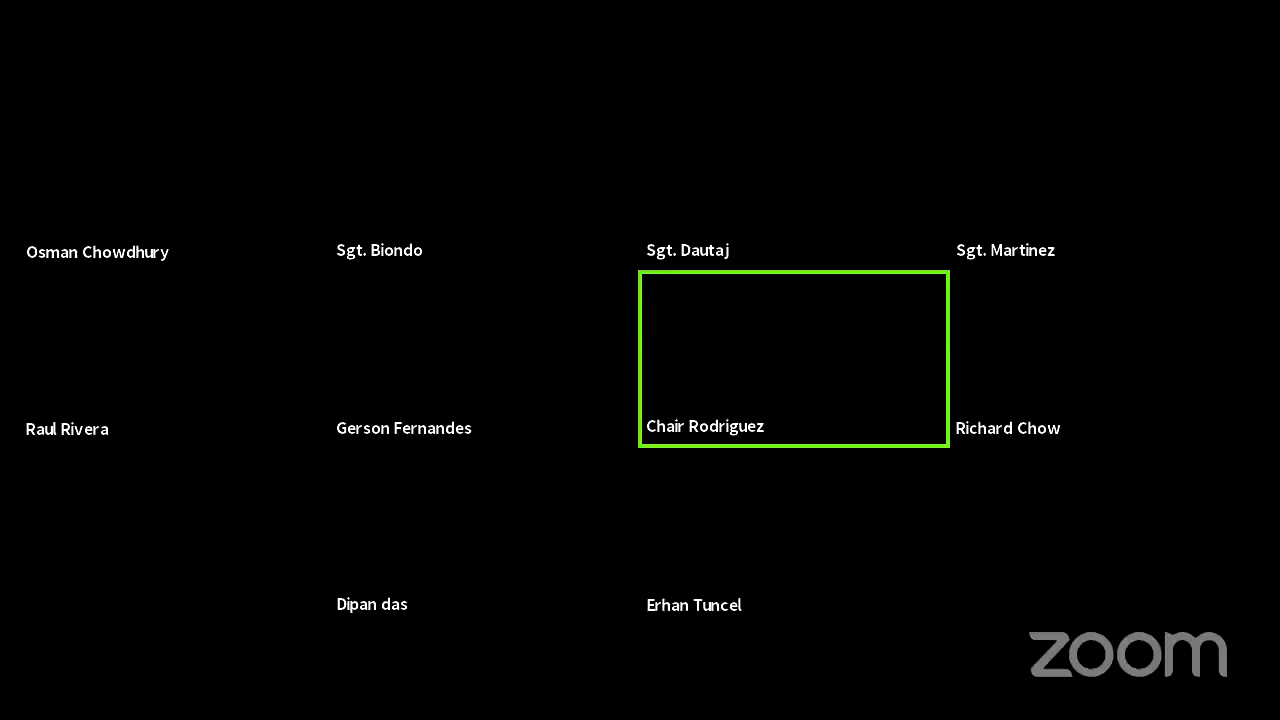 Osman Chowdhury
Sgt. Biondo
Sgt. Dautaj
Sgt. Martinez
Raul Rivera
Gerson Fernandes
Chair Rodriguez
Richard Chow
Dipan das
Erhan Tuncel
zoom